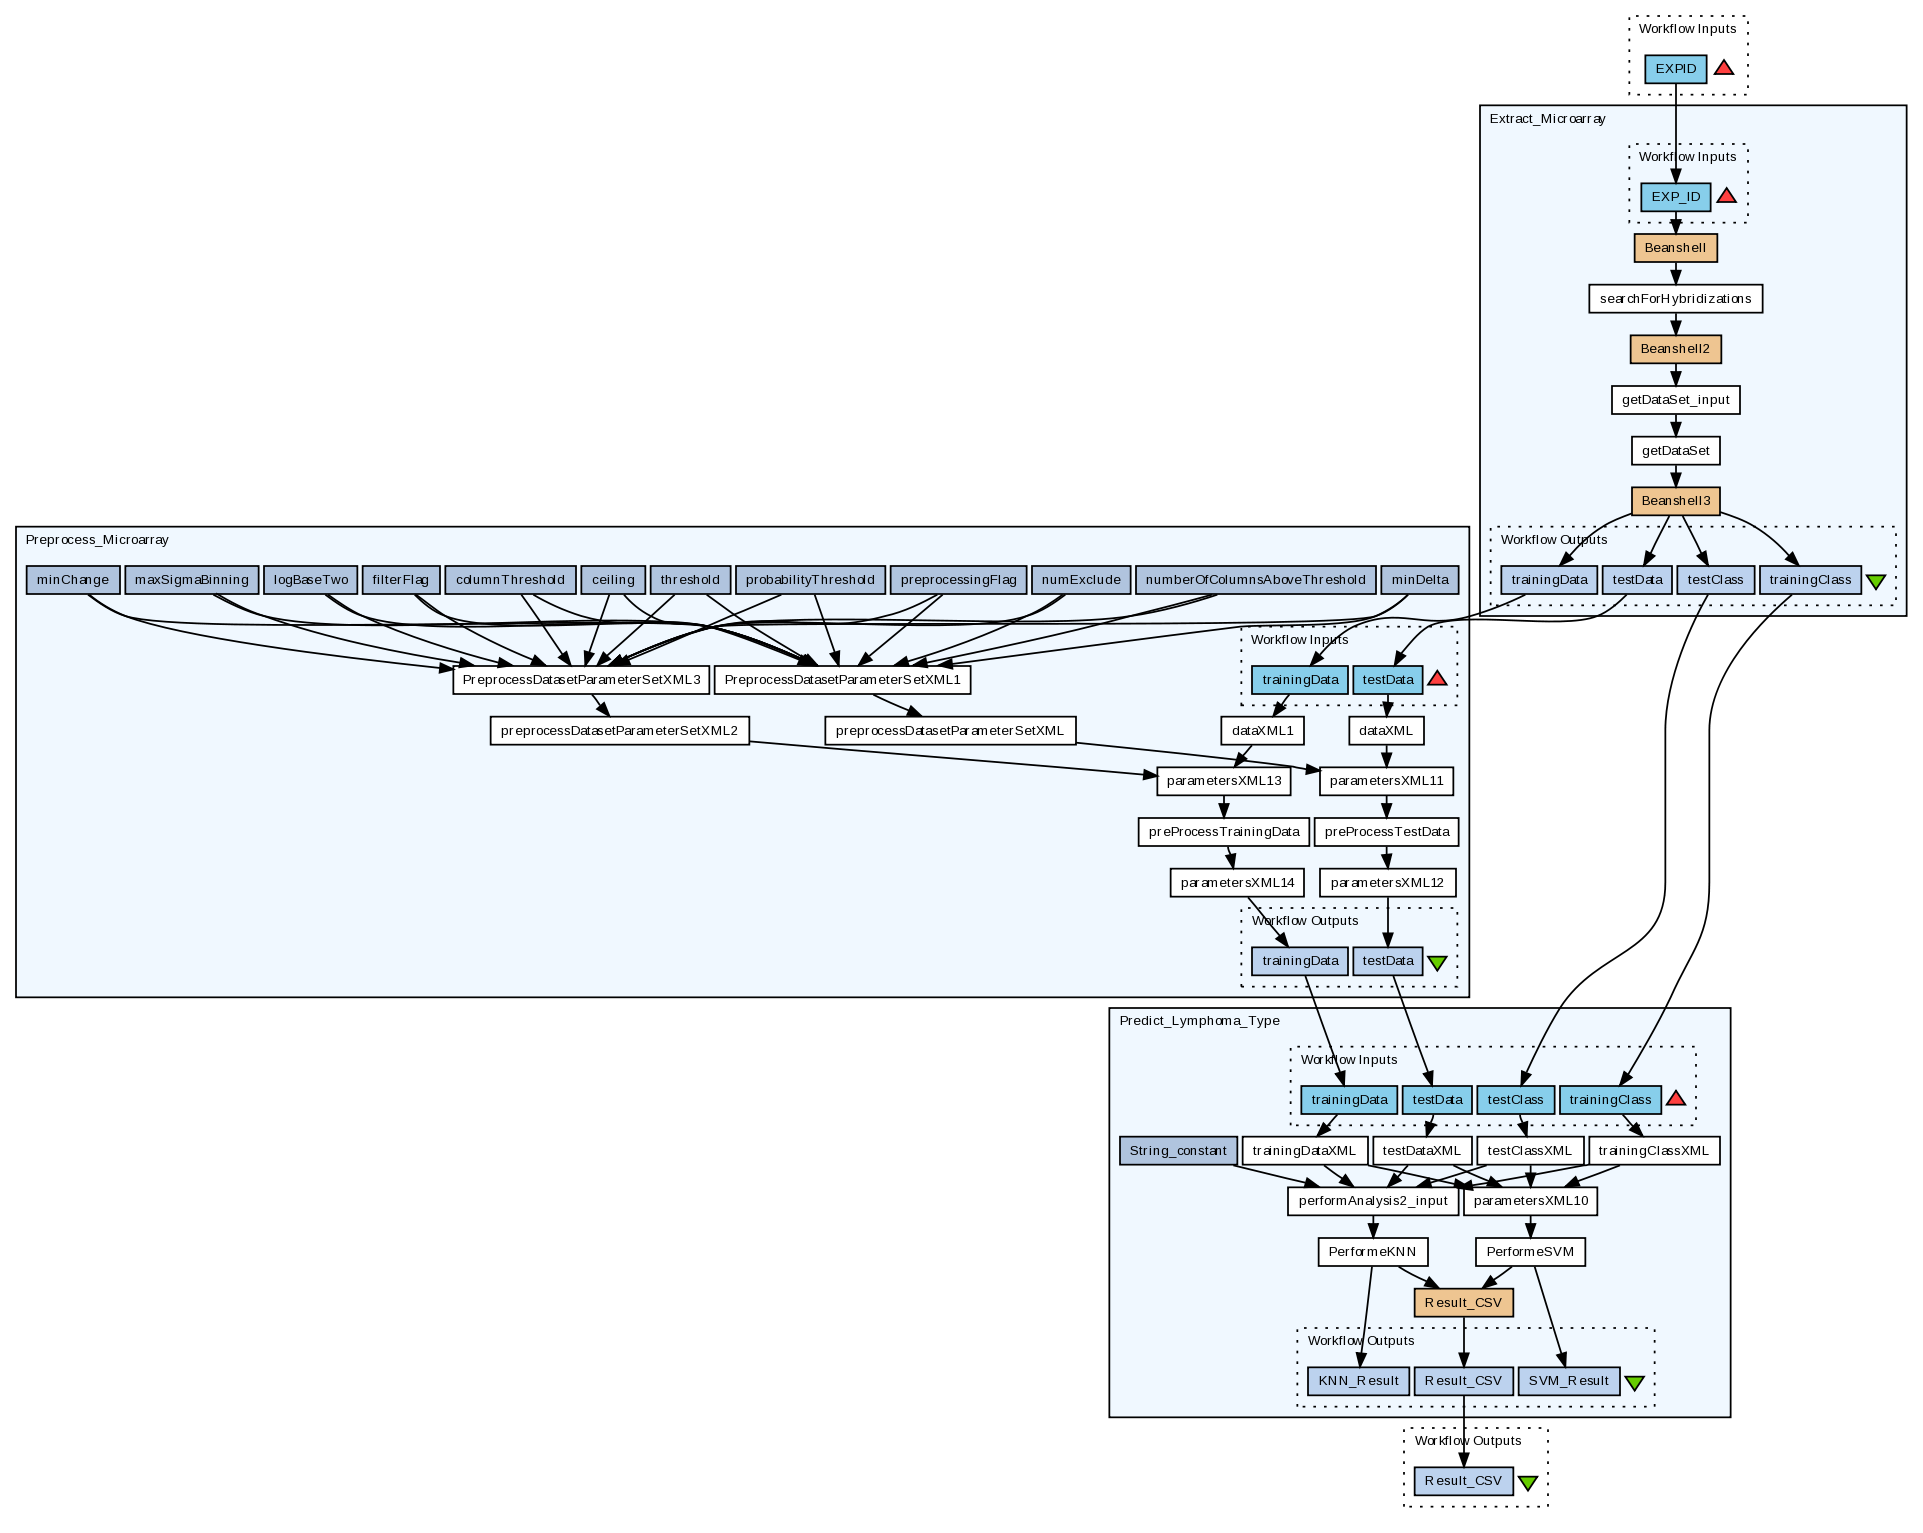 Workflow Inputs
EXPID
Extract_Microarray
Workflow Inputs
EXP_ID
Beanshell
searchForHybridizations
Beanshell2
getDataSet_input
getDataSet
Beanshell3
Workflow Outputs
trainingData
testData
testClass
trainingClass
Preprocess_Microarray
minChange
maxSigmaBinning
logBaseTwo
filterFlag
columnThreshold
ceiling
threshold
probabilityThreshold
preprocessingFlag
numExclude
numberOfColumnsAboveThreshold
minDelta
Workflow Inputs
PreprocessDatasetParameterSetXML3
PreprocessDatasetParameterSetXML1
trainingData
testData
preprocessDatasetParameterSetXML2
preprocessDatasetParameterSetXML
dataXML1
dataXML
parametersXML13
parametersXML11
preProcessTrainingData
preProcessTestData
parametersXML14
parametersXML12
Workflow Outputs
trainingData
testData
Predict_Lymphoma_Type
Workflow Inputs
trainingData
testData
testClass
trainingClass
String_constant
trainingDataXML
testDataXML
testClassXML
trainingClassXML
performAnalysis2_input
parametersXML10
PerformeKNN
PerformeSVM
Result_CSV
Workflow Outputs
KNN_Result
Result_CSV
SVM_Result
Workflow Outputs
Result_CSV